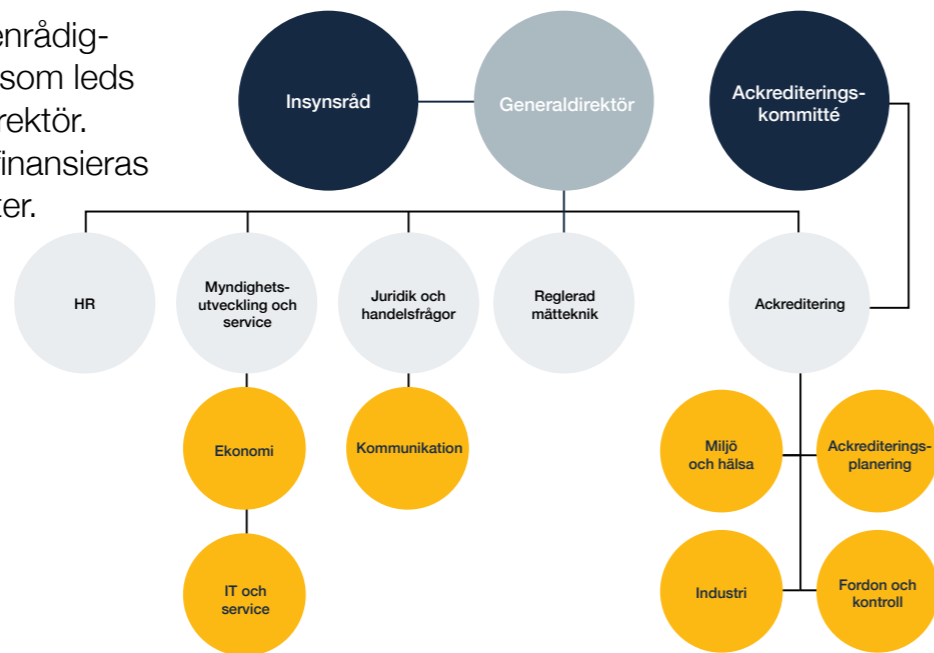 enrådig-
som leds
rektör.
finansieras
ter.
Insynsråd
Generaldirektör
Ackrediterings-
kommitté
HR
Myndighets-
utveckling och
service
Juridik och
handelsfrågor
Reglerad
mätteknik
Ackreditering
Ekonomi
Kommunikation
Miljö
och hälsa
Ackrediterings-
planering
IT och
service
Industri
Fordon och
kontroll